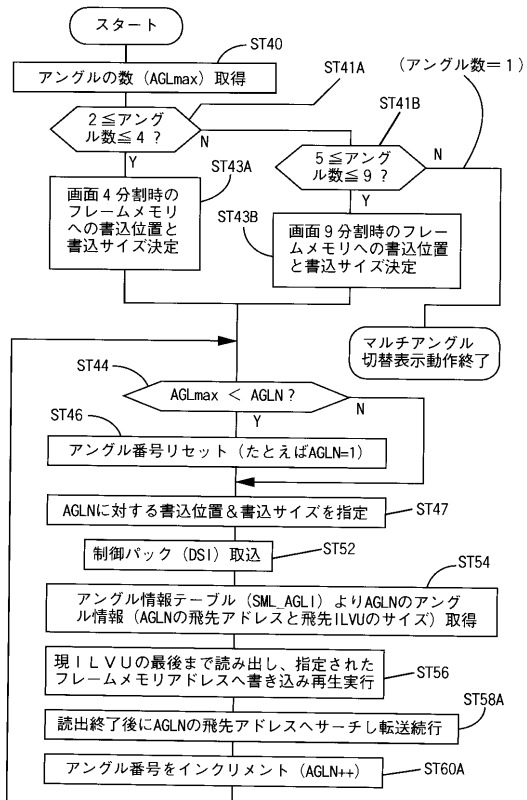 スタート
ST40
アングルの数（AGLmax）取得
ST41A
（アングル数＝１）
２≦アング
ル数≦４？
Y
N
ST41B
５≦アング
ル数≦９？
N
Y
ST43A
画面４分割時の
フレームメモリ
への書込位置と
書込サイズ決定
ST43B
画面９分割時のフレー
ムメモリへの書込位置
と書込サイズ決定
マルチアングル
切替表示動作終了
ST44
AGLmax ＜ AGLN？
N
Y
ST46
アングル番号リセット（たとえばAGLN=1）
AGLNに対する書込位置＆書込サイズを指定
ST47
制御パック（DSI）取込
ST52
ST54
アングル情報テーブル（SML_AGLI）よりAGLNのアング
ル情報（AGLNの飛先アドレスと飛先ILVUのサイズ）取得
現ＩＬＶＵの最後まで読み出し、指定された
フレームメモリアドレスへ書き込み再生実行
ST56
ST58A
読出終了後にAGLNの飛先アドレスへサーチし転送続行
アングル番号をインクリメント（AGLN++）
ST60A